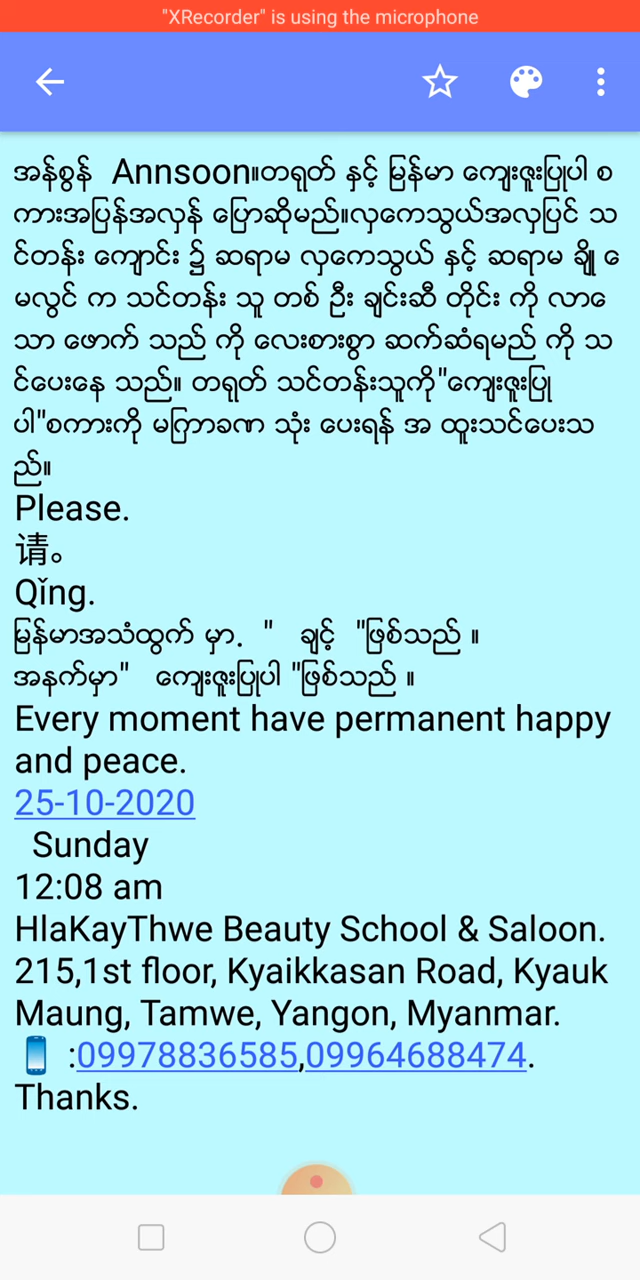 "XRecorder" is using the microphone
အန်စွန် Annsoon။တရုတ် နှင့် မြန်မာ ကျေးဇူးပြုပါ စ
ကားအပြန်အလှန် ပြောဆိုမည်။လှကေသွယ်အလှပြင် သ
င်တန်း ကျောင်း ၌ ဆရာမ လှကေသွယ် နှင့် ဆရာမ ချို ေ
မလွင် က သင်တန်း သူ တစ် ဦး ချင်းဆီ တိုင်း ကို လာေ
သာ ဖောက် သည် ကို လေးစားစွာ ဆက်ဆံရမည် ကို သ
င်ပေးနေ သည်။ တရုတ် သင်တန်းသူကို"ကျေးဇူးပြု
ပါ"စကားကို မကြာခဏ သုံး ပေးရန် အ ထူးသင်ပေးသ
ည်။
Please.
请。
Qǐng.
မြန်မာအသံထွက် မှာ. " ချင့် "ဖြစ်သည် ။
အနက်မှာ" ကျေးဇူးပြုပါ "ဖြစ်သည် ။
Every moment have permanent happy
and peace.
25-10-2020
Sunday
12:08 am
HlaKayThwe Beauty School & Saloon.
215,1st floor, Kyaikkasan Road, Kyauk
Maung, Tamwe, Yangon, Myanmar.
📱 :09978836585,09964688474.
Thanks.